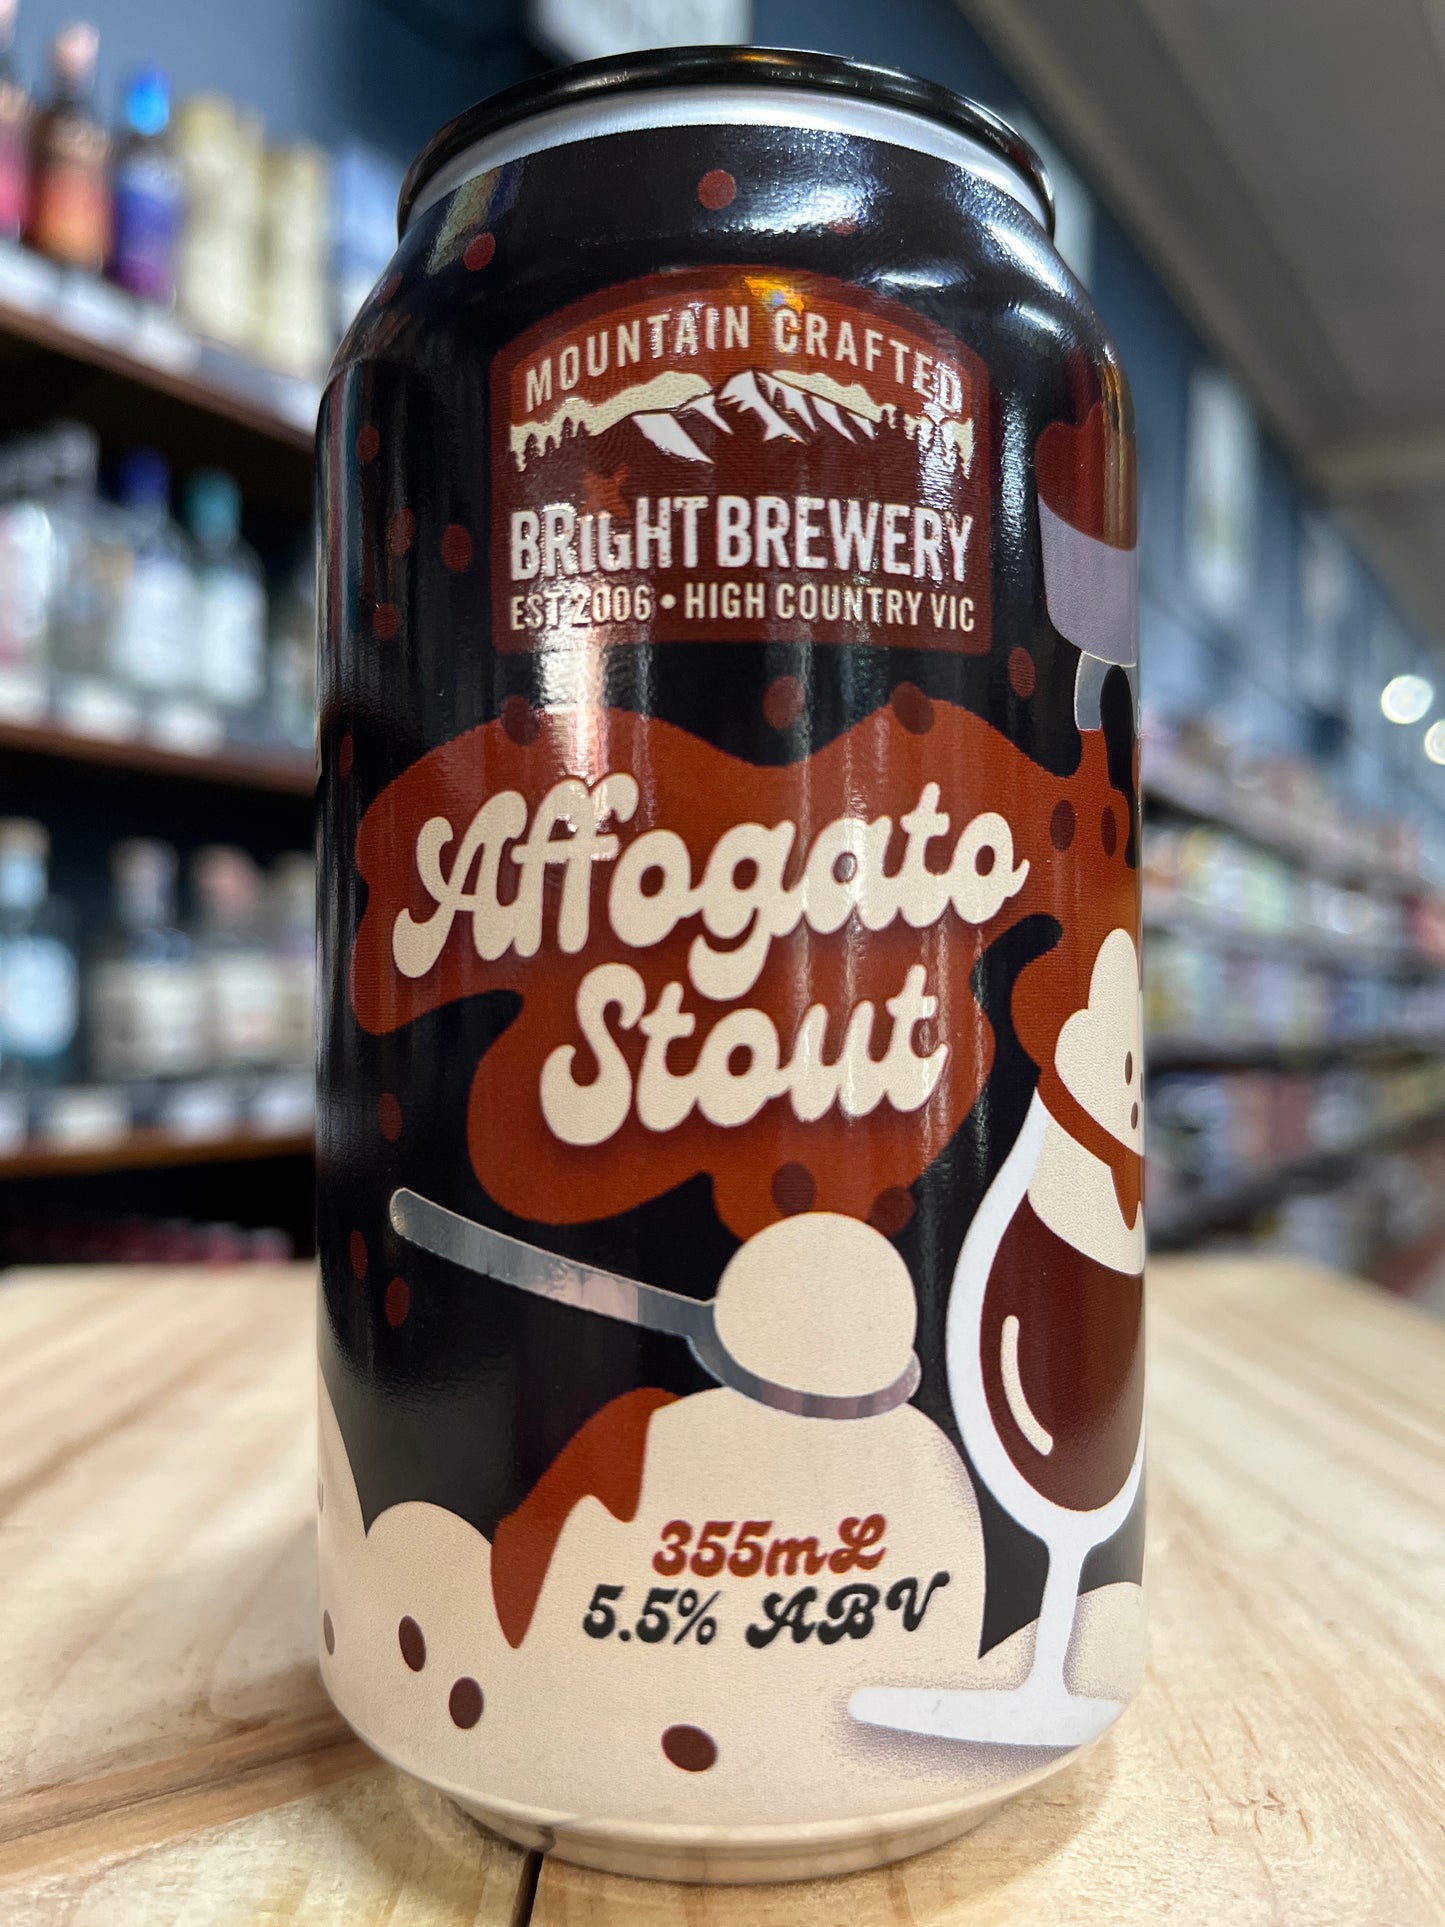 MOUNTAIN CRAFTED
BRIGHT BREWERY
EST 2006 • HIGH COUNTRY VIC
Affogato
Stout
355mL
5.5% ABV